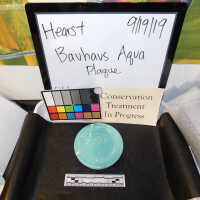 Hearst 9/19/19
Bauhaus Aqua
Plaque
Conservation
Treatment
In Progress